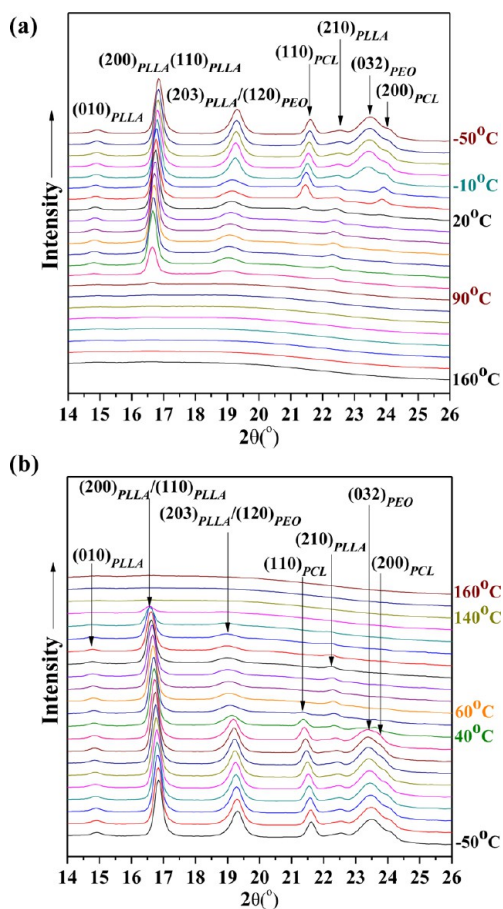 (a)
(210)PLLA
(110)PCL
(200)PLLA(110)PLLA
(032)PEO
(010)PLLA
(203)PLLA/(120)PEO
(200)PCL
-50°C
-10°C
20°C
90°C
160°C
Intensity
14 15 16 17 18 19 20 21 22 23 24 25 26
2θ(°)
(b)
(200)PLLA/(110)PLLA
(032)PEO
(203)PLLA/(120)PEO
(210)PLLA
(010)PLLA
(110)PCL
(200)PCL
160°C
140°C
60°C
40°C
-50°C
Intensity
14 15 16 17 18 19 20 21 22 23 24 25 26
2θ(°)